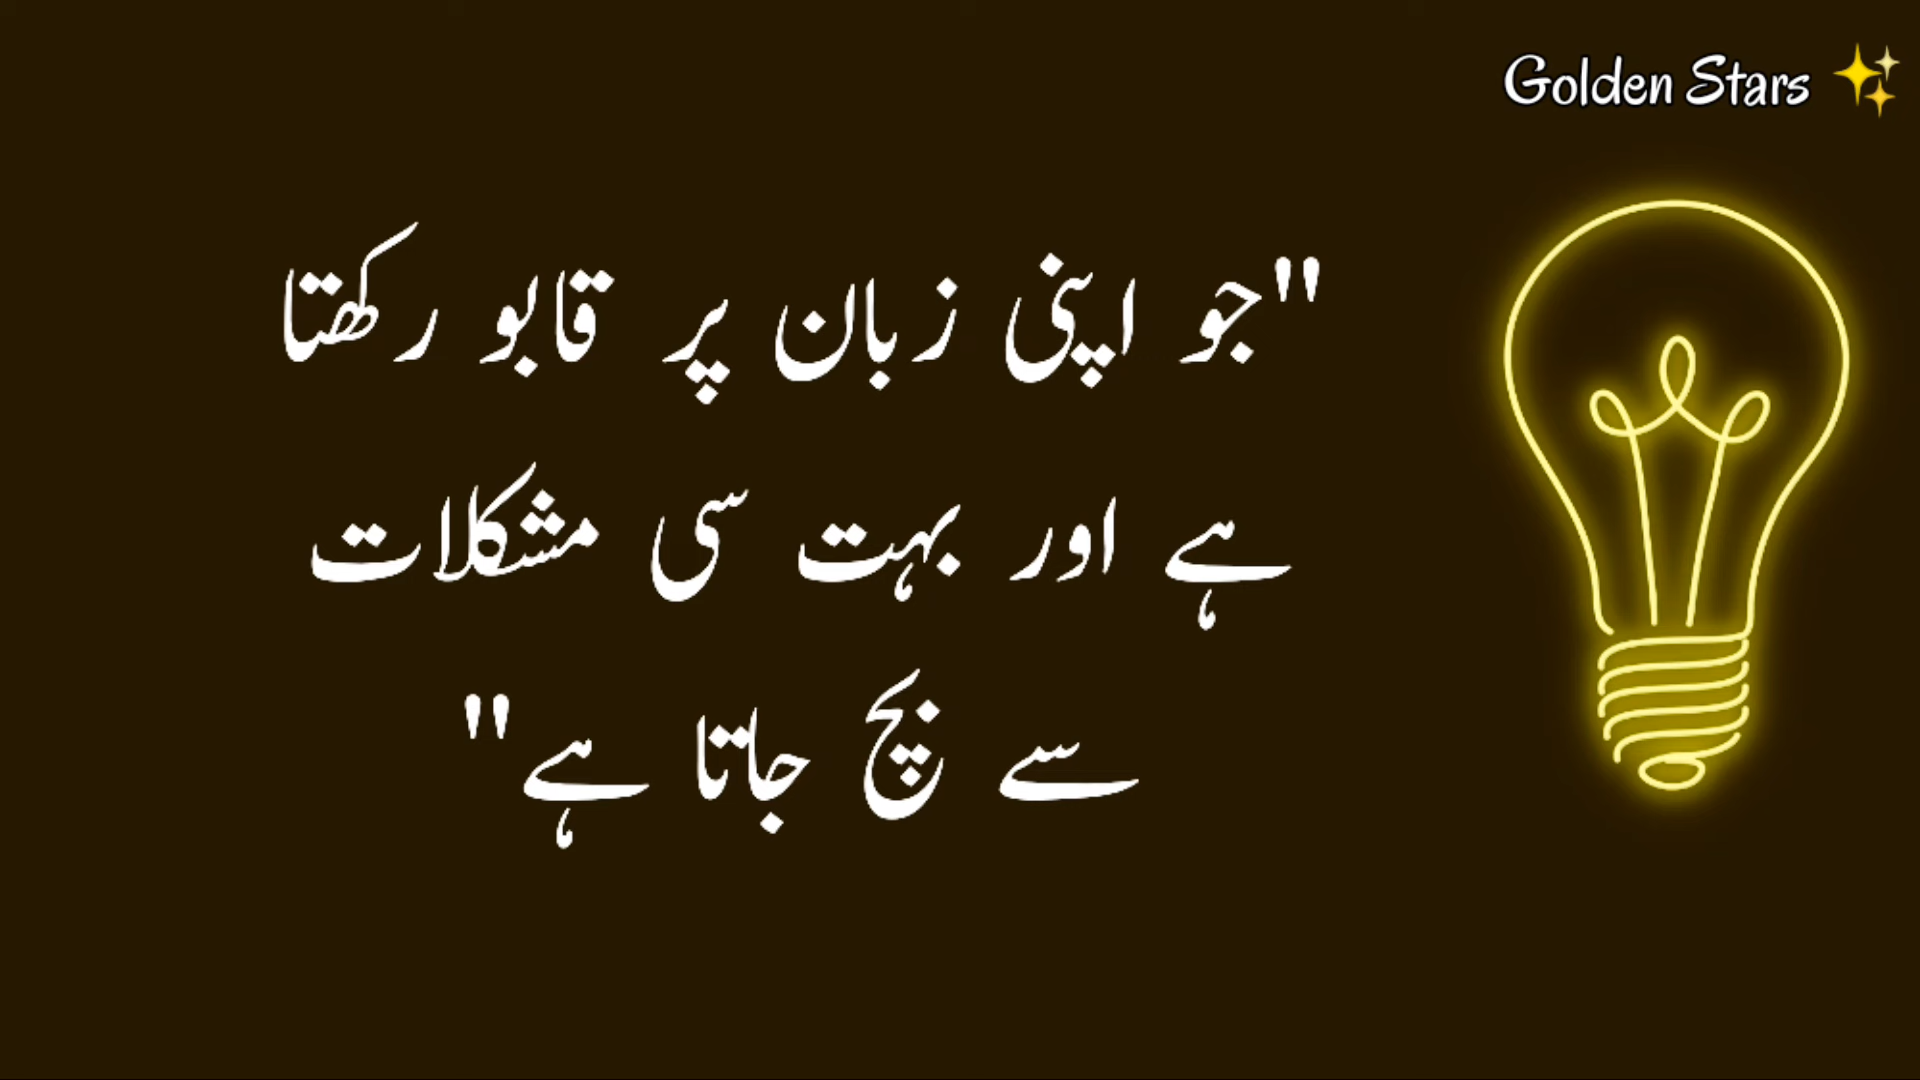 Golden Stars
"جو اپنی زبان پر قابو رکھتا
ہے اور بہت سی مشکلات
سے بچ جاتا ہے"